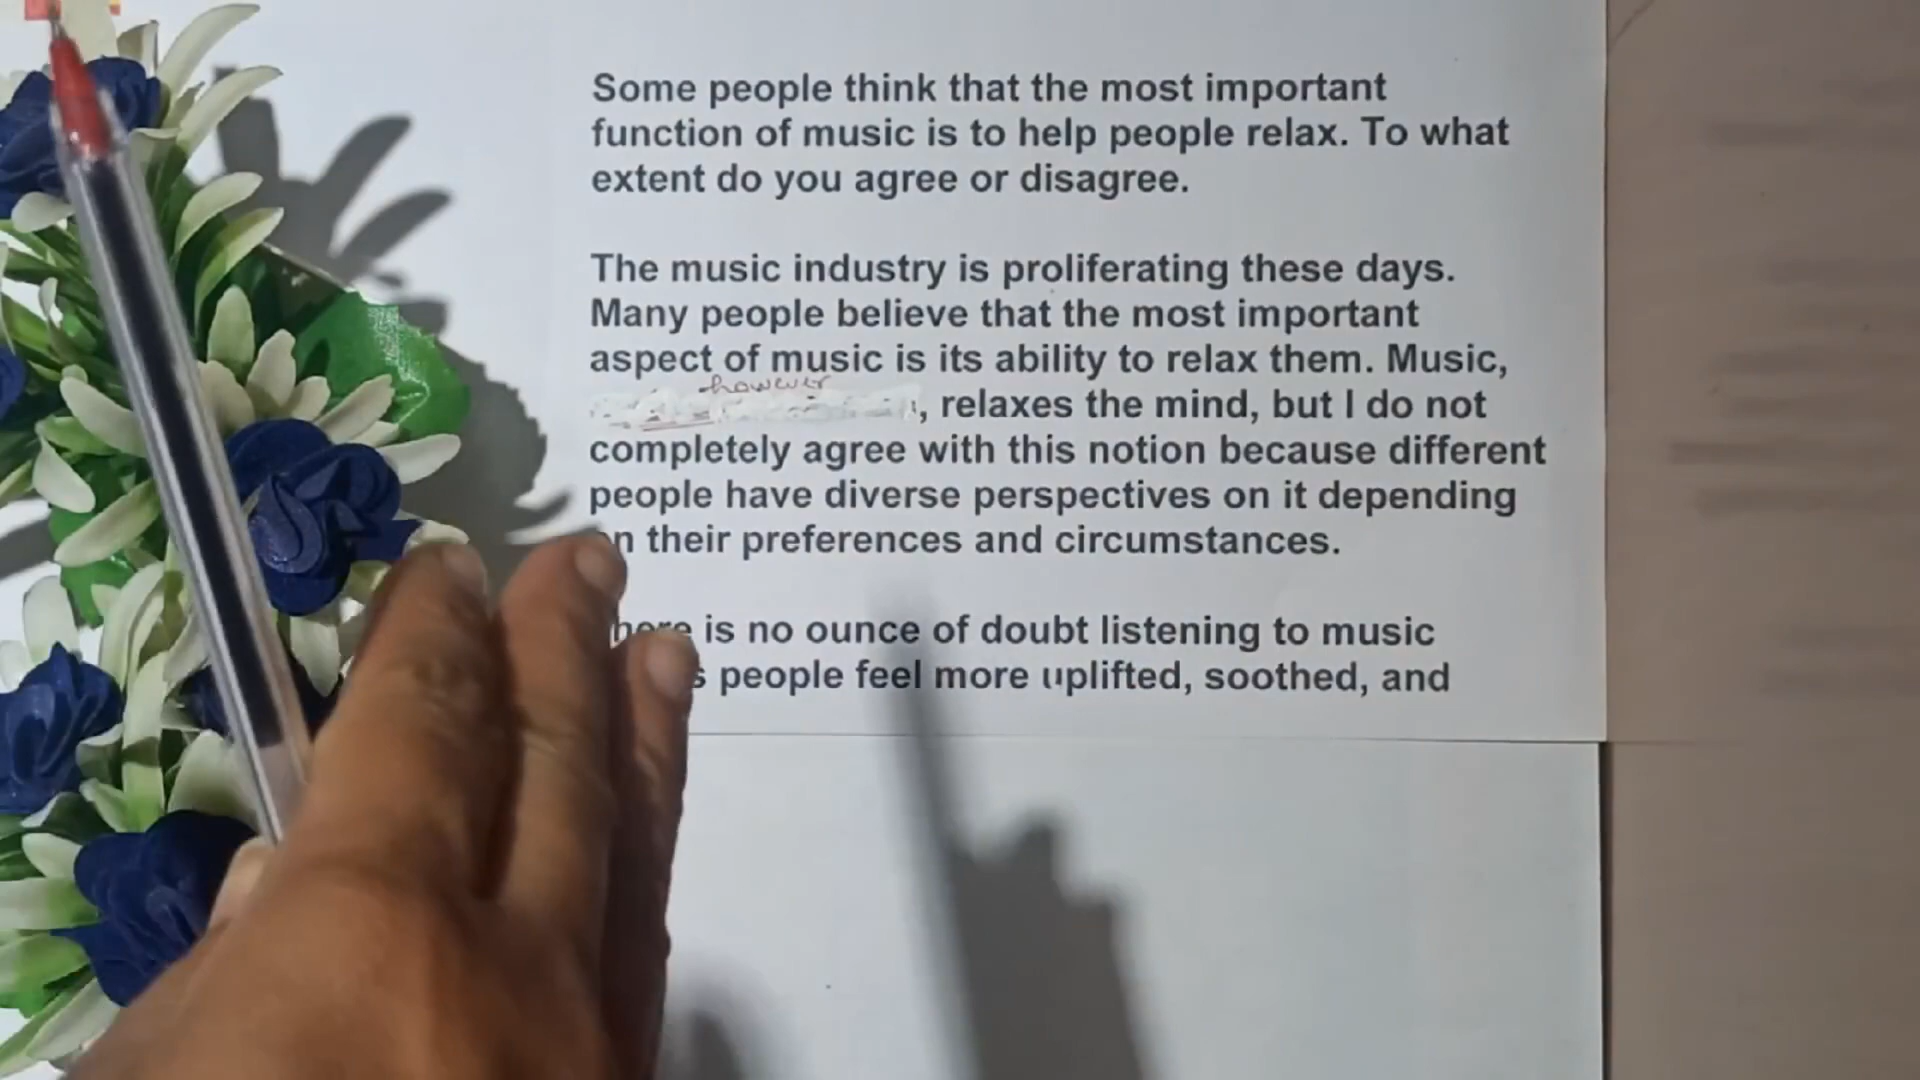 Some people think that the most important
function of music is to help people relax. To what
extent do you agree or disagree.
The music industry is proliferating these days.
Many people believe that the most important
aspect of music is its ability to relax them. Music,
however
, relaxes the mind, but I do not
completely agree with this notion because different
people have diverse perspectives on it depending
on their preferences and circumstances.
is no ounce of doubt listening to music
people feel more uplifted, soothed, and